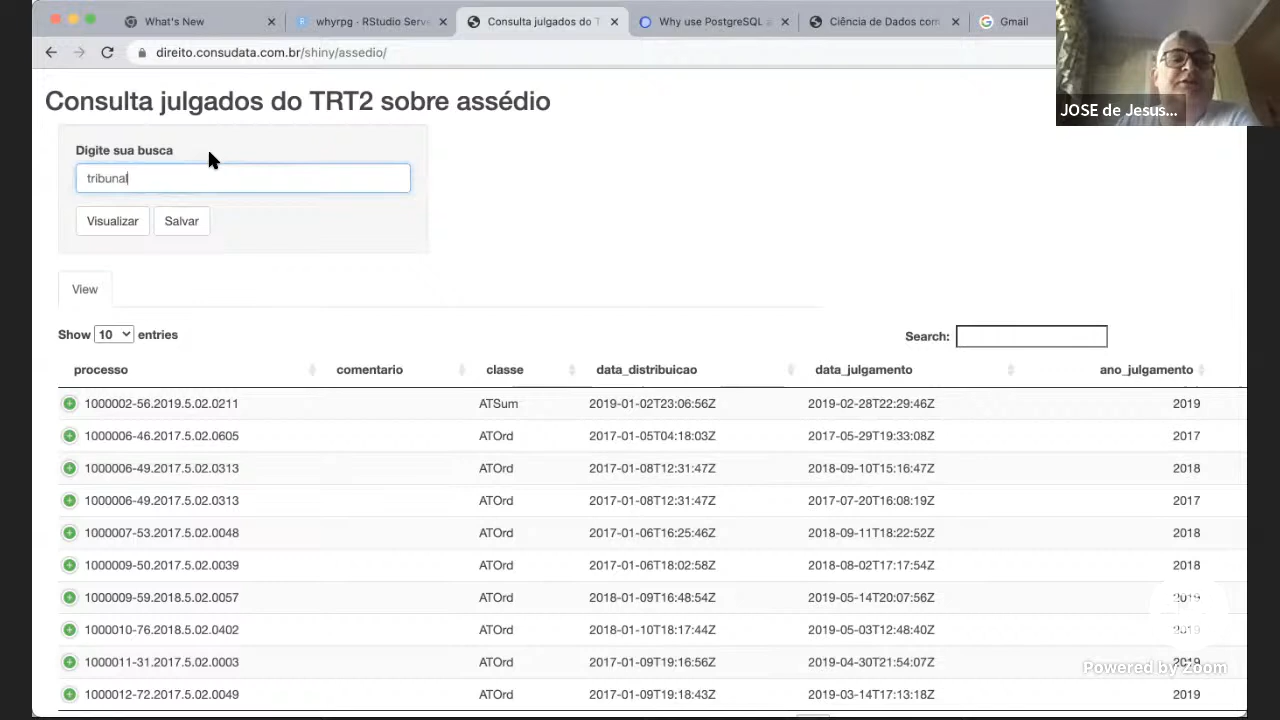 What's New
whyrpg · RStudio Serve
Consulta julgados do T
Why use PostgreSQL a
Ciência de Dados com
Gmail
direito.consudata.com.br/shiny/assedio/
JOSE de Jesus...
Consulta julgados do TRT2 sobre assédio
Digite sua busca
tribunal
Visualizar Salvar
View
Show 10 entries Search:
processo comentario classe data_distribuicao data_julgamento ano_julgamento
1000002-56.2019.5.02.0211 ATSum 2019-01-02T23:06:56Z 2019-02-28T22:29:46Z 2019
1000006-46.2017.5.02.0605 ATOrd 2017-01-05T04:18:03Z 2017-05-29T19:33:08Z 2017
1000006-49.2017.5.02.0313 ATOrd 2017-01-08T12:31:47Z 2018-09-10T15:16:47Z 2018
1000006-49.2017.5.02.0313 ATOrd 2017-01-08T12:31:47Z 2017-07-20T16:08:19Z 2017
1000007-53.2017.5.02.0048 ATOrd 2017-01-06T16:25:46Z 2018-09-11T18:22:52Z 2018
1000009-50.2017.5.02.0039 ATOrd 2017-01-06T18:02:58Z 2018-08-02T17:17:54Z 2018
1000009-59.2018.5.02.0057 ATOrd 2018-01-09T16:48:54Z 2019-05-14T20:07:56Z 2019
1000010-76.2018.5.02.0402 ATOrd 2018-01-10T18:17:44Z 2019-05-03T12:48:40Z 2019
1000011-31.2017.5.02.0003 ATOrd 2017-01-09T19:16:56Z 2019-04-30T21:54:07Z 2019
Powered by Zoom
1000012-72.2017.5.02.0049 ATOrd 2017-01-09T19:18:43Z 2019-03-14T17:13:18Z 2019